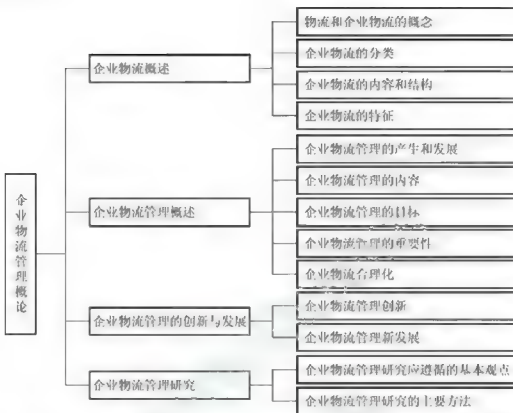 企业物流管理概论
企业物流概述
物流和企业物流的概念
企业物流的分类
企业物流的内容和结构
企业物流的特征
企业物流管理概述
企业物流管理的产生和发展
企业物流管理的内容
企业物流管理的目标
企业物流管理的重要性
企业物流合理化
企业物流管理的创新与发展
企业物流管理创新
企业物流管理新发展
企业物流管理研究
企业物流管理研究应遵循的基本观点
企业物流管理研究的主要方法